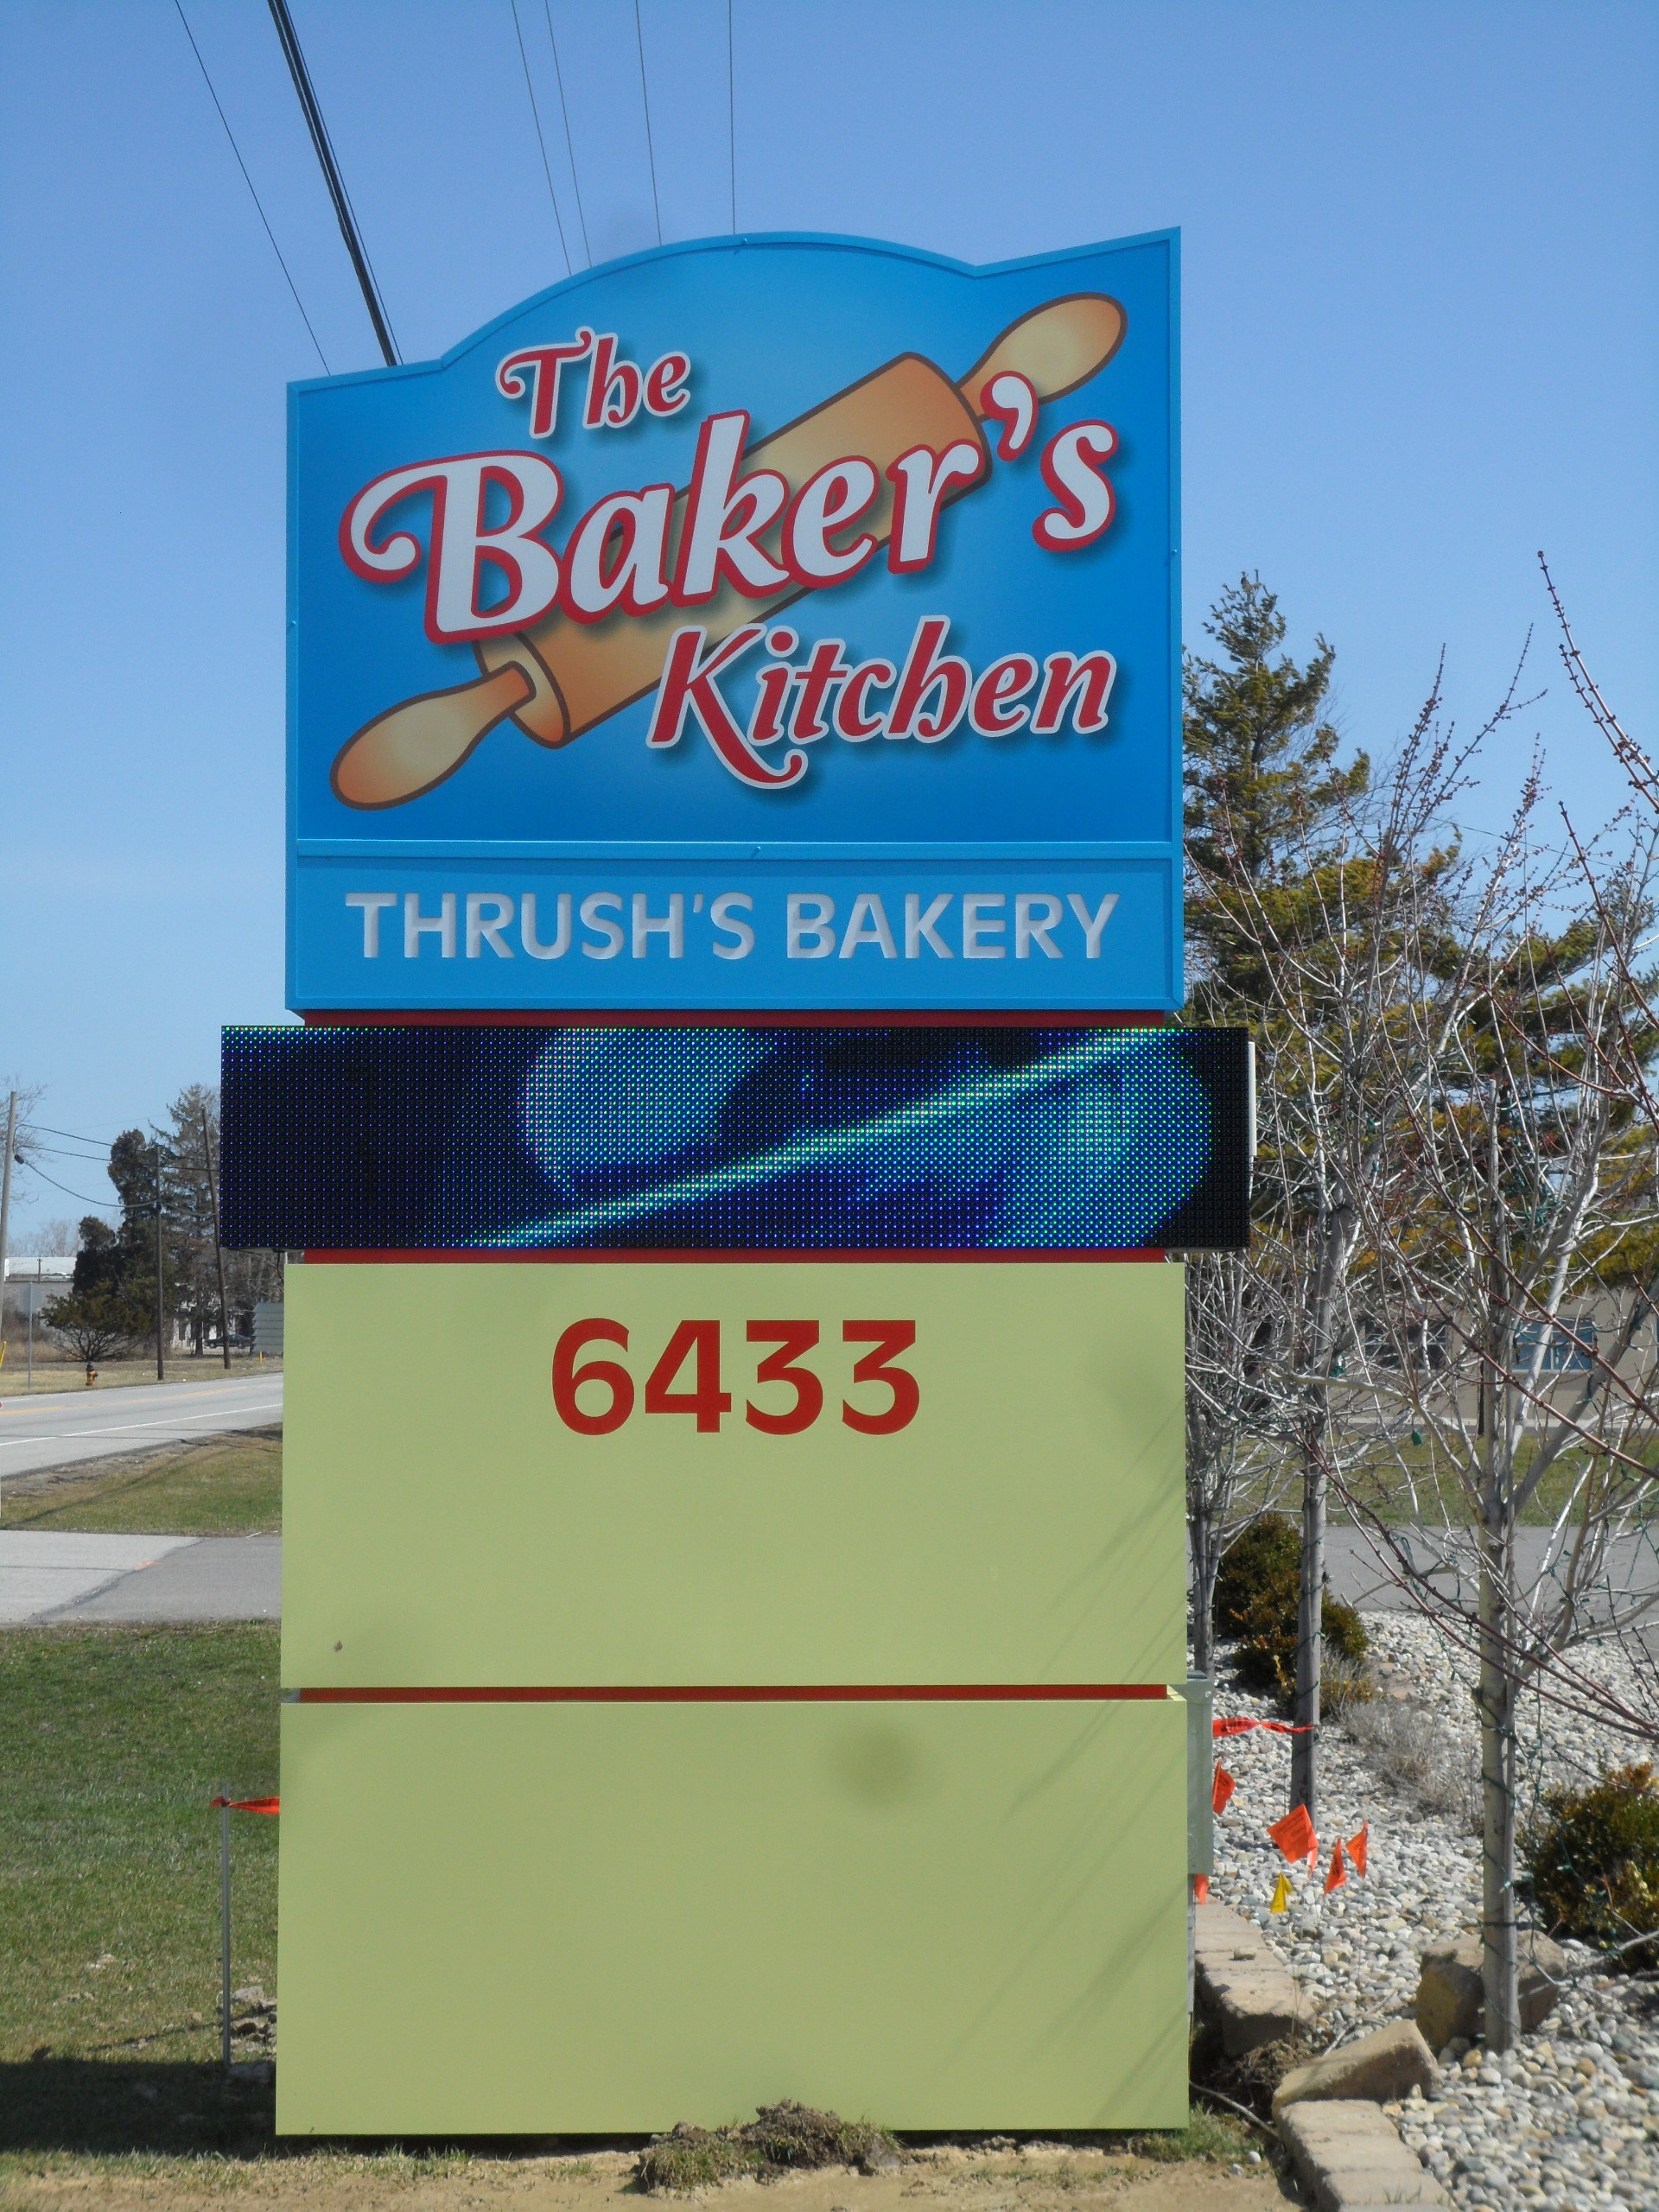 The
Baker's
Kitchen
THRUSH'S BAKERY
6433